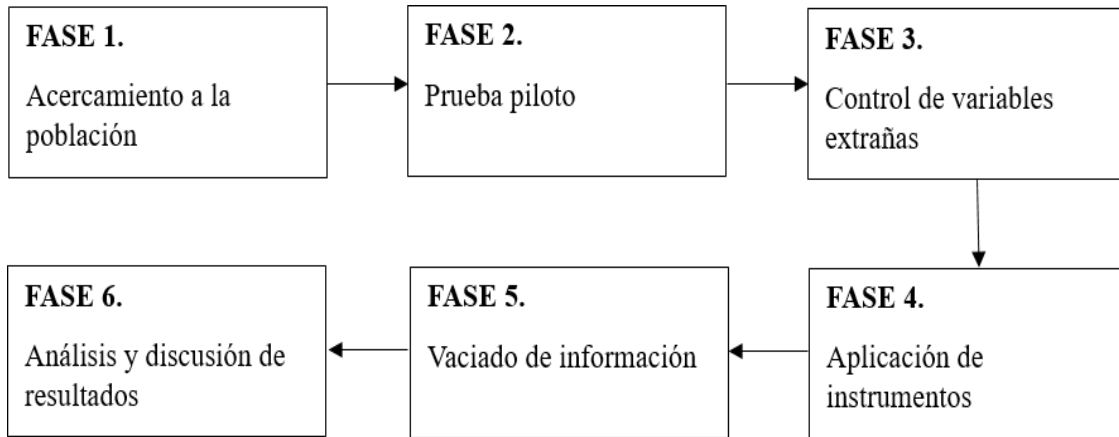 FASE 1.
Acercamiento a la
población
FASE 2.
Prueba piloto
FASE 3.
Control de variables
extrañas
FASE 4.
Aplicación de
instrumentos
FASE 5.
Vaciado de información
FASE 6.
Análisis y discusión de
resultados